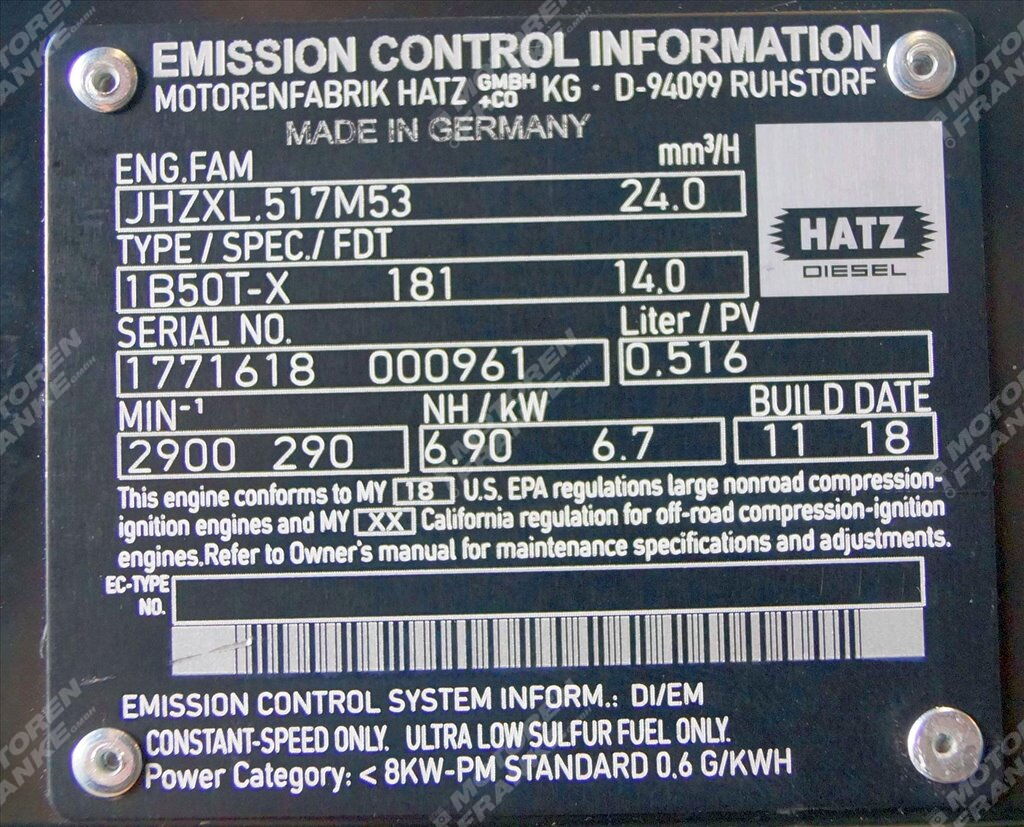 EMISSION CONTROL INFORMATION
MOTORENFABRIK HATZ GMBH +CO KG · D-94099 RUHSTORF
MADE IN GERMANY
ENG.FAM mm³/H
JHZXL.517M53 24.0
HATZ
DIESEL
TYPE / SPEC./ FDT
1B50T-X 181 14.0
SERIAL NO. Liter / PV
1771618 000961 0.516
MIN-¹ NH / kW BUILD DATE
2900 290 6.90 6.7 11 18
This engine conforms to MY 18 U.S. EPA regulations large nonroad compression-
ignition engines and MY XX California regulation for off-road compression-ignition
engines.Refer to Owner's manual for maintenance specifications and adjustments.
EC-TYPE
NO.
EMISSION CONTROL SYSTEM INFORM.: DI/EM
CONSTANT-SPEED ONLY. ULTRA LOW SULFUR FUEL ONLY.
Power Category: < 8KW-PM STANDARD 0.6 G/KWH